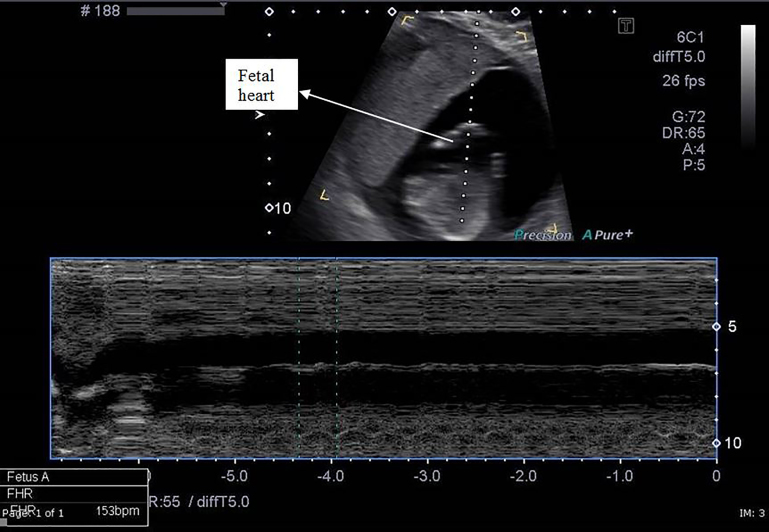 # 188
T
6C1
diffT5.0
26 fps
G:72
DR:65
A:4
P:5
Fetal
heart
10
Precision A Pure+
5
10
-5.0
-4.0
-3.0
-2.0
-1.0
0
Fetus A
FHR
FHR 153bpm
Page: 1 of 1
R:55 / diffT5.0
IM: 3